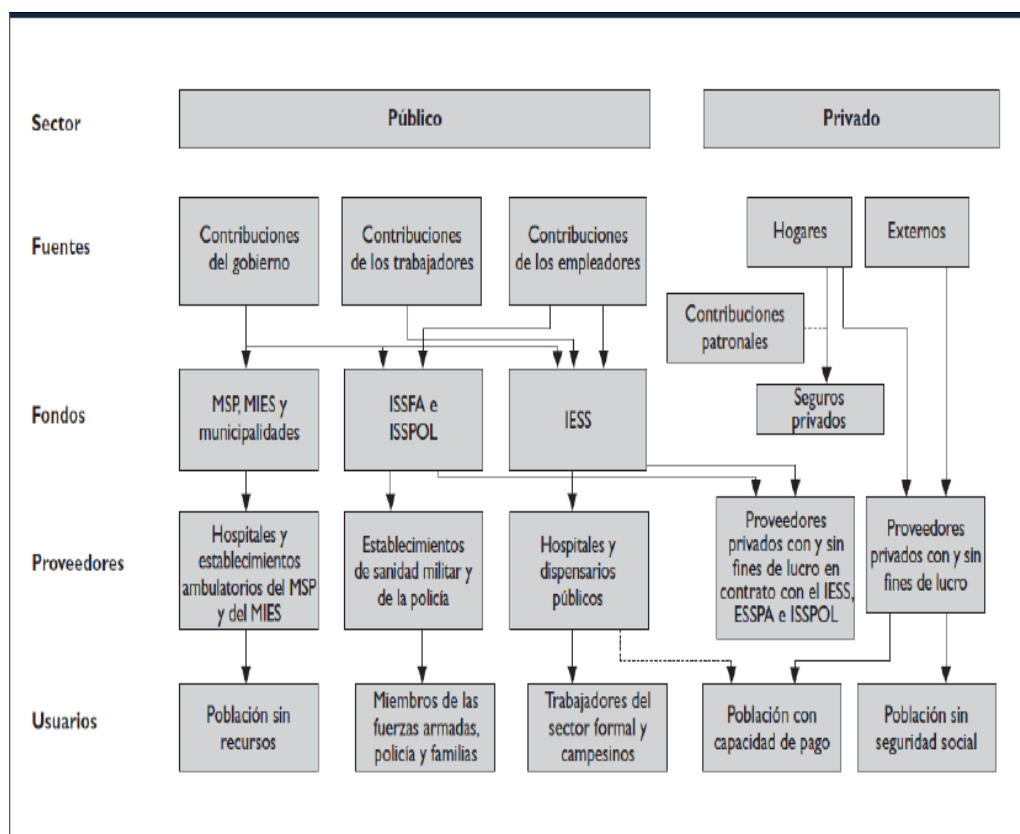 Sector
Público
Privado
Fuentes
Contribuciones
del gobierno
Contribuciones
de los trabajadores
Contribuciones
de los empleadores
Hogares
Externos
Contribuciones
patronales
Fondos
MSP, MIES y
municipalidades
ISSFA e
ISSPOL
IESS
Seguros
privados
Proveedores
Hospitales y
establecimientos
ambulatorios del MSP
y del MIES
Establecimientos
de sanidad militar y
de la policía
Hospitales y
dispensarios
públicos
Proveedores
privados con y sin
fines de lucro en
contrato con el IESS,
ESSPA e ISSPOL
Proveedores
privados con y sin
fines de lucro
Usuarios
Población sin
recursos
Miembros de las
fuerzas armadas,
policía y familias
Trabajadores del
sector formal y
campesinos
Población con
capacidad de pago
Población sin
seguridad social